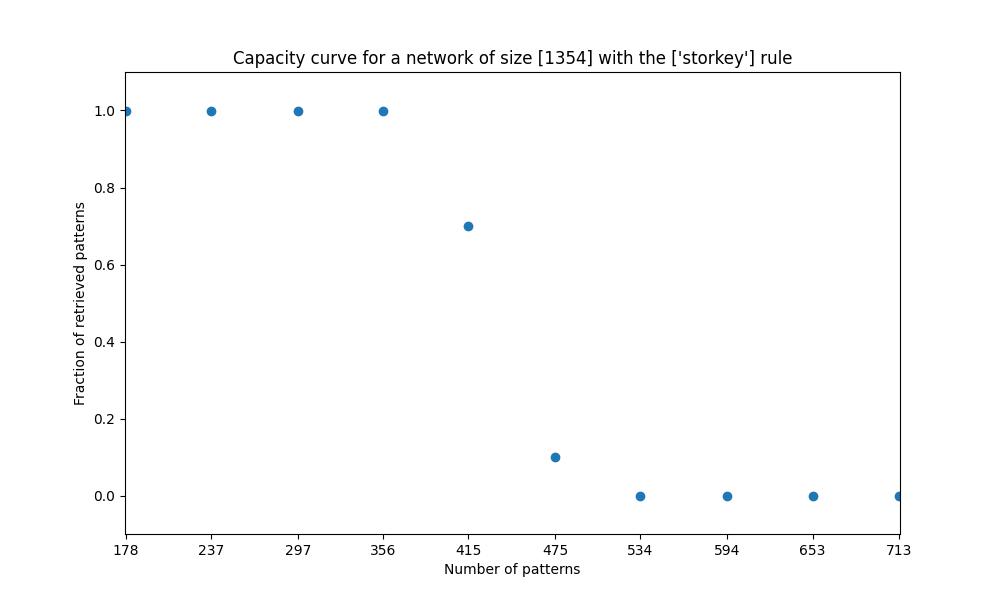 Capacity curve for a network of size [1354] with the ['storkey'] rule
Fraction of retrieved patterns
1.0
0.8
0.6
0.4
0.2
0.0
178 237 297 356 415 475 534 594 653 713
Number of patterns